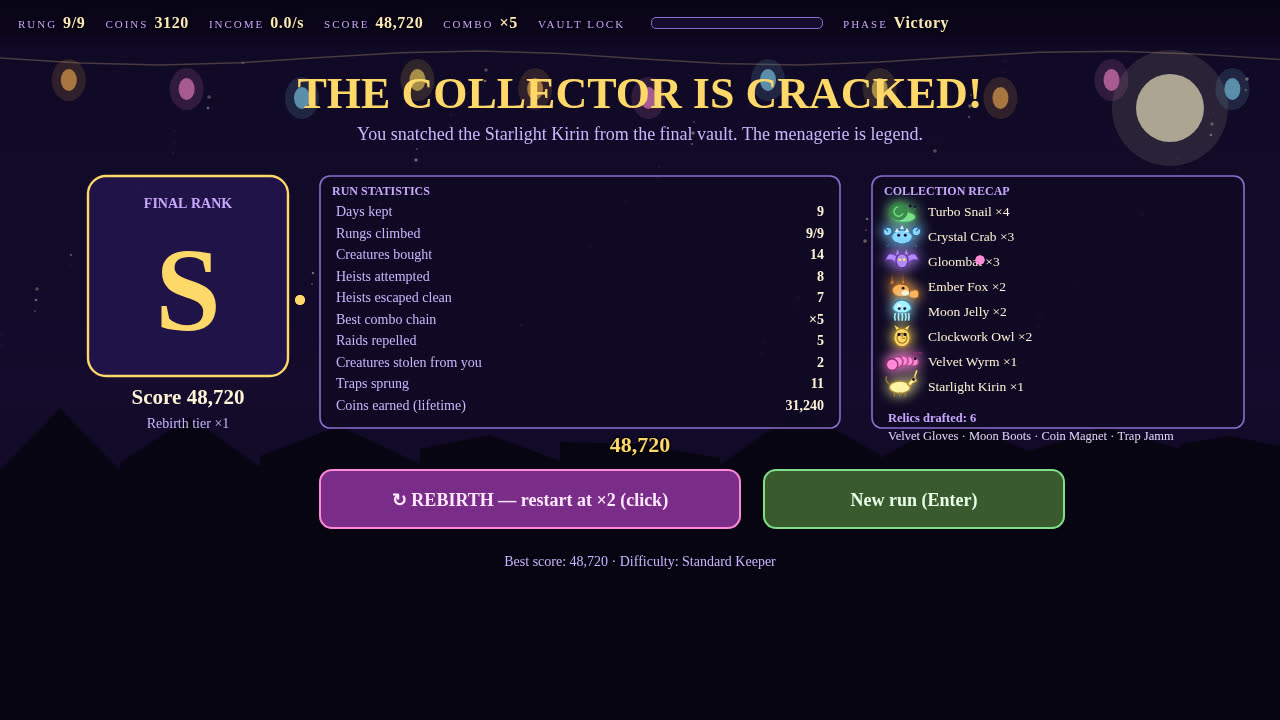 RUNG 9/9 COINS 3120 INCOME 0.0/s SCORE 48,720 COMBO ×5 VAULT LOCK PHASE Victory
THE COLLECTOR IS CRACKED!
You snatched the Starlight Kirin from the final vault. The menagerie is legend.
FINAL RANK
S
Score 48,720
Rebirth tier ×1
RUN STATISTICS
Days kept 9
Rungs climbed 9/9
Creatures bought 14
Heists attempted 8
Heists escaped clean 7
Best combo chain ×5
Raids repelled 5
Creatures stolen from you 2
Traps sprung 11
Coins earned (lifetime) 31,240
COLLECTION RECAP
Turbo Snail ×4
Crystal Crab ×3
Gloombat ×3
Ember Fox ×2
Moon Jelly ×2
Clockwork Owl ×2
Velvet Wyrm ×1
Starlight Kirin ×1
Relics drafted: 6
Velvet Gloves · Moon Boots · Coin Magnet · Trap Jamm
48,720
↻ REBIRTH — restart at ×2 (click)
New run (Enter)
Best score: 48,720 · Difficulty: Standard Keeper